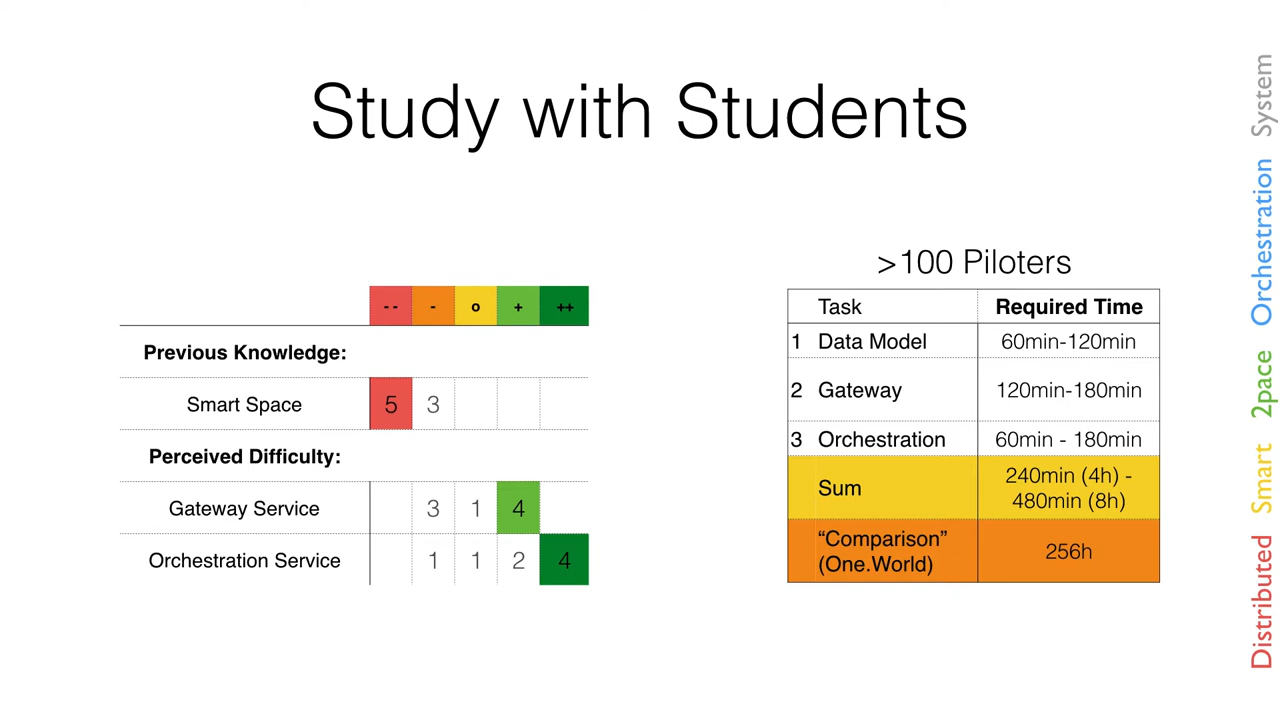 Study with Students
-- - o + ++
Previous Knowledge:
Smart Space 5 3
Perceived Difficulty:
Gateway Service 3 1 4
Orchestration Service 1 1 2 4
>100 Piloters
Task Required Time
1 Data Model 60min-120min
2 Gateway 120min-180min
3 Orchestration 60min - 180min
Sum 240min (4h) -
480min (8h)
“Comparison”
(One.World) 256h
Distributed Smart 2pace Orchestration System